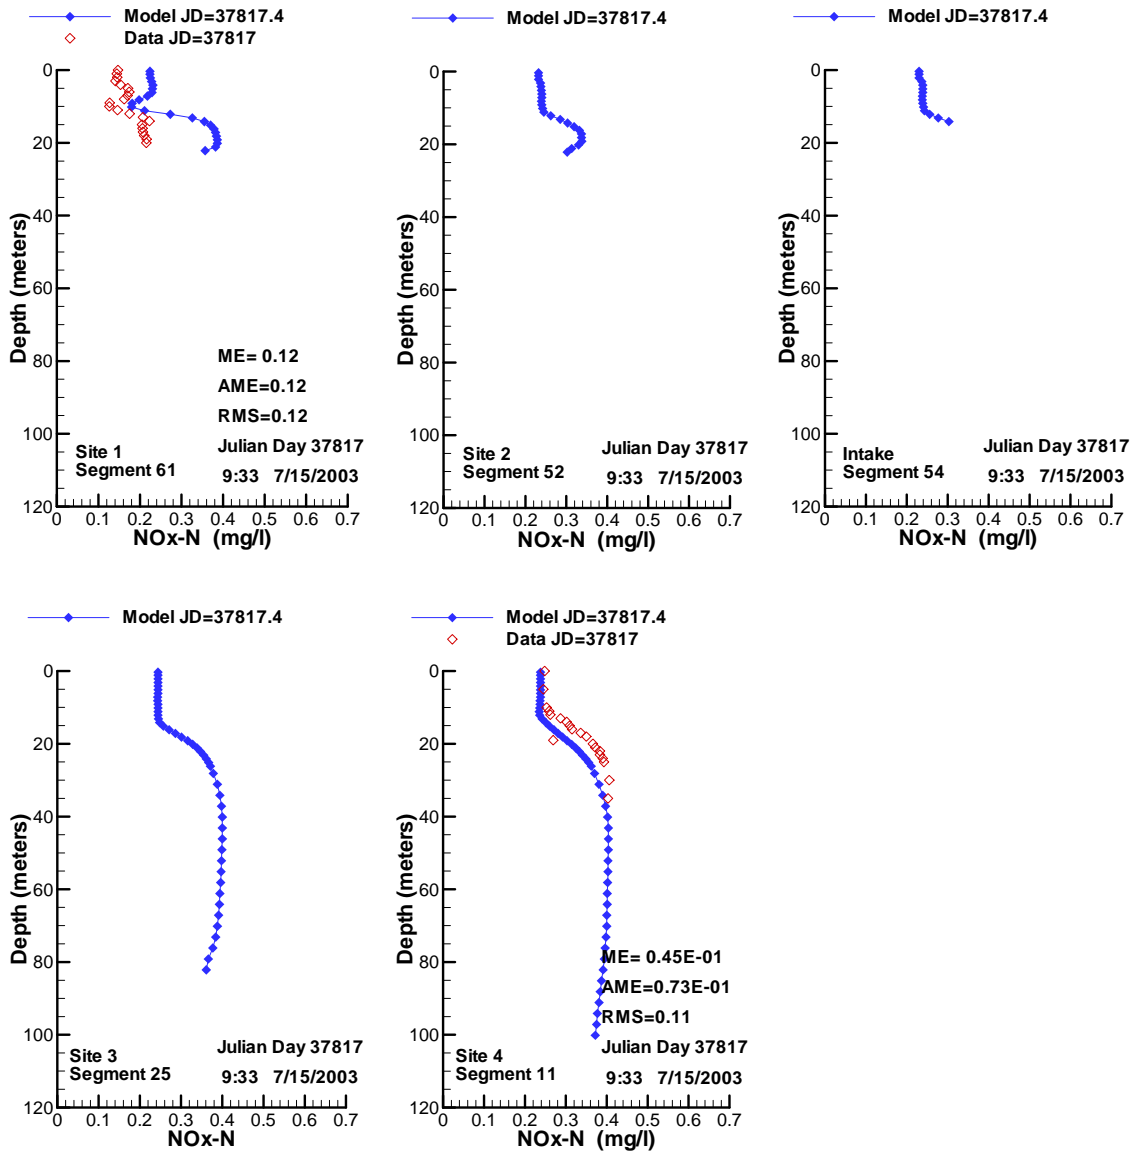 Model JD=37817.4
Data JD=37817
0
20
40
60
80
100
120
Depth (meters)
ME= 0.12
AME=0.12
RMS=0.12
Site 1
Segment 61
Julian Day 37817
9:33 7/15/2003
0 0.1 0.2 0.3 0.4 0.5 0.6 0.7
NOx-N (mg/l)
Model JD=37817.4
0
20
40
60
80
100
120
Depth (meters)
Site 2
Segment 52
Julian Day 37817
9:33 7/15/2003
0 0.1 0.2 0.3 0.4 0.5 0.6 0.7
NOx-N (mg/l)
Model JD=37817.4
0
20
40
60
80
100
120
Depth (meters)
Intake
Segment 54
Julian Day 37817
9:33 7/15/2003
0 0.1 0.2 0.3 0.4 0.5 0.6 0.7
NOx-N (mg/l)
Model JD=37817.4
0
20
40
60
80
100
120
Depth (meters)
Site 3
Segment 25
Julian Day 37817
9:33 7/15/2003
0 0.1 0.2 0.3 0.4 0.5 0.6 0.7
NOx-N
Model JD=37817.4
Data JD=37817
0
20
40
60
80
100
120
Depth (meters)
ME= 0.45E-01
AME=0.73E-01
RMS=0.11
Site 4
Segment 11
Julian Day 37817
9:33 7/15/2003
0 0.1 0.2 0.3 0.4 0.5 0.6 0.7
NOx-N (mg/l)